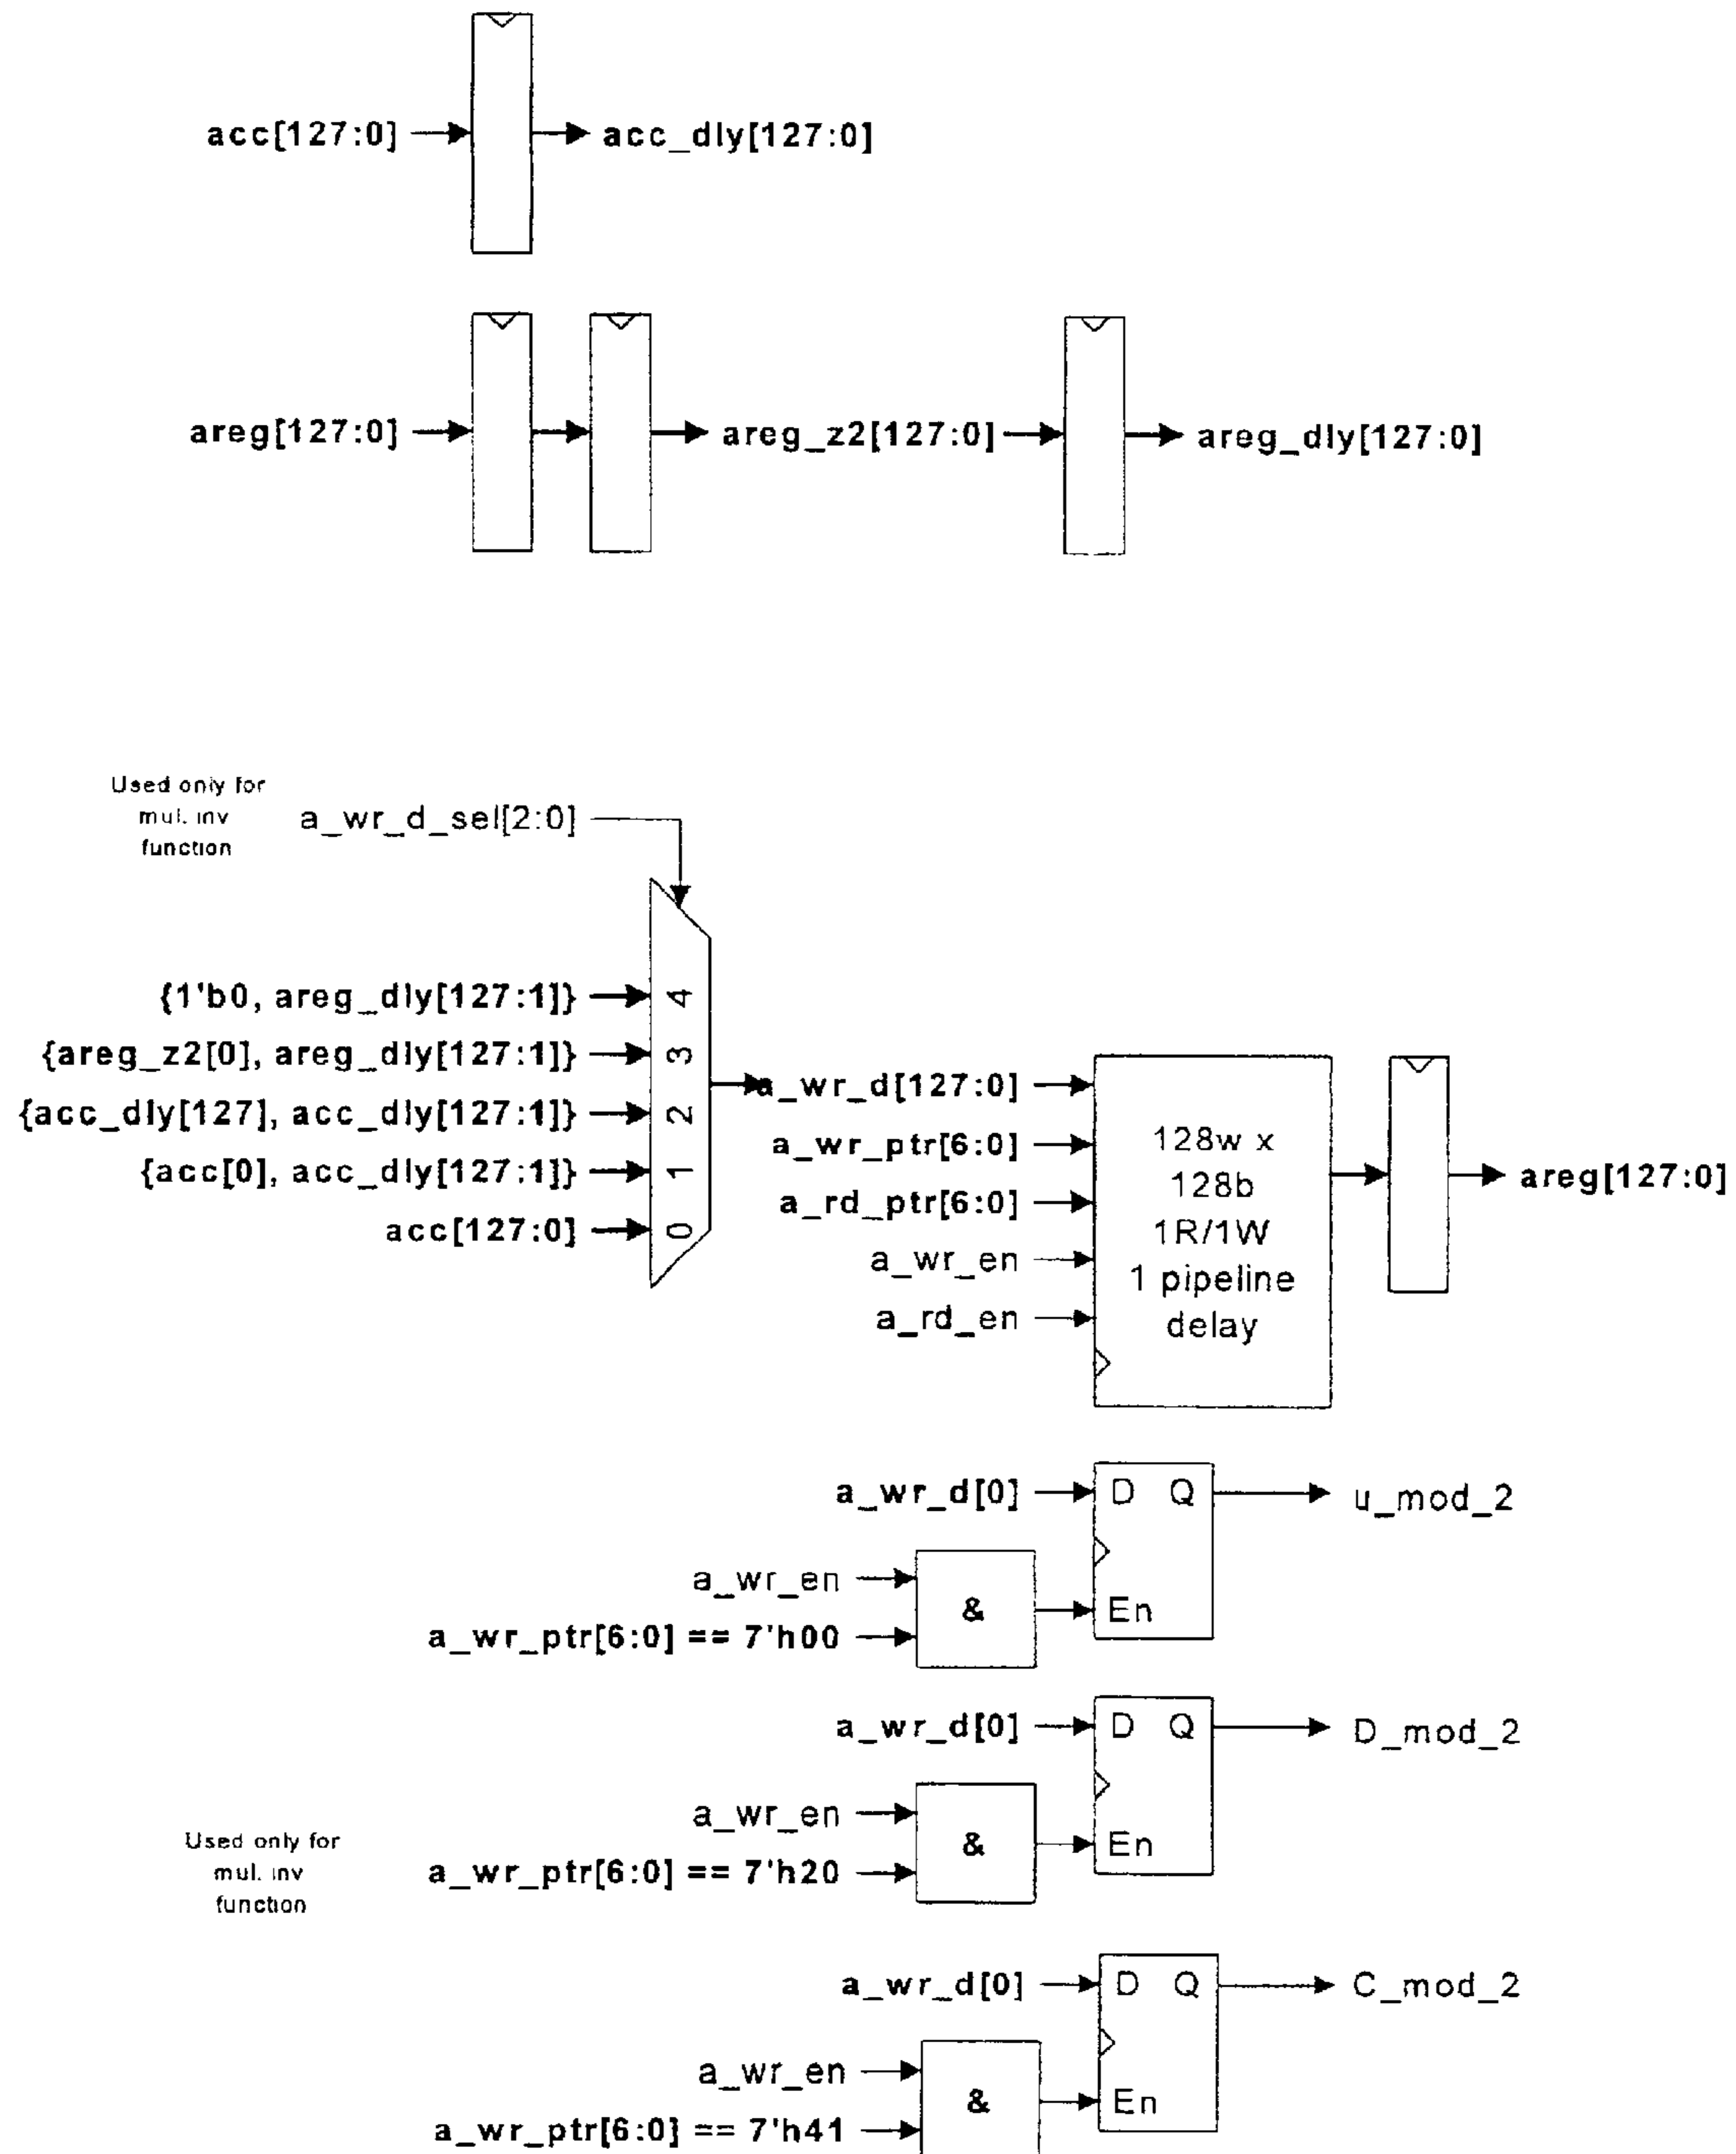 acc[127:0]
acc_dly[127:0]
areg[127:0]
areg_z2[127:0]
areg_dly[127:0]
Used only for
mul. inv
function
a_wr_d_sel[2:0]
{1'b0, areg_dly[127:1]}
4
{areg_z2[0], areg_dly[127:1]}
3
{acc_dly[127], acc_dly[127:1]}
2
{acc[0], acc_dly[127:1]}
1
acc[127:0]
0
a_wr_d[127:0]
a_wr_ptr[6:0]
a_rd_ptr[6:0]
a_wr_en
a_rd_en
128w x
128b
1R/1W
1 pipeline
delay
areg[127:0]
a_wr_d[0]
D Q
u_mod_2
a_wr_en
&
En
a_wr_ptr[6:0] == 7'h00
a_wr_d[0]
D Q
D_mod_2
a_wr_en
&
En
a_wr_ptr[6:0] == 7'h20
Used only for
mul. inv
function
a_wr_d[0]
D Q
C_mod_2
a_wr_en
&
En
a_wr_ptr[6:0] == 7'h41